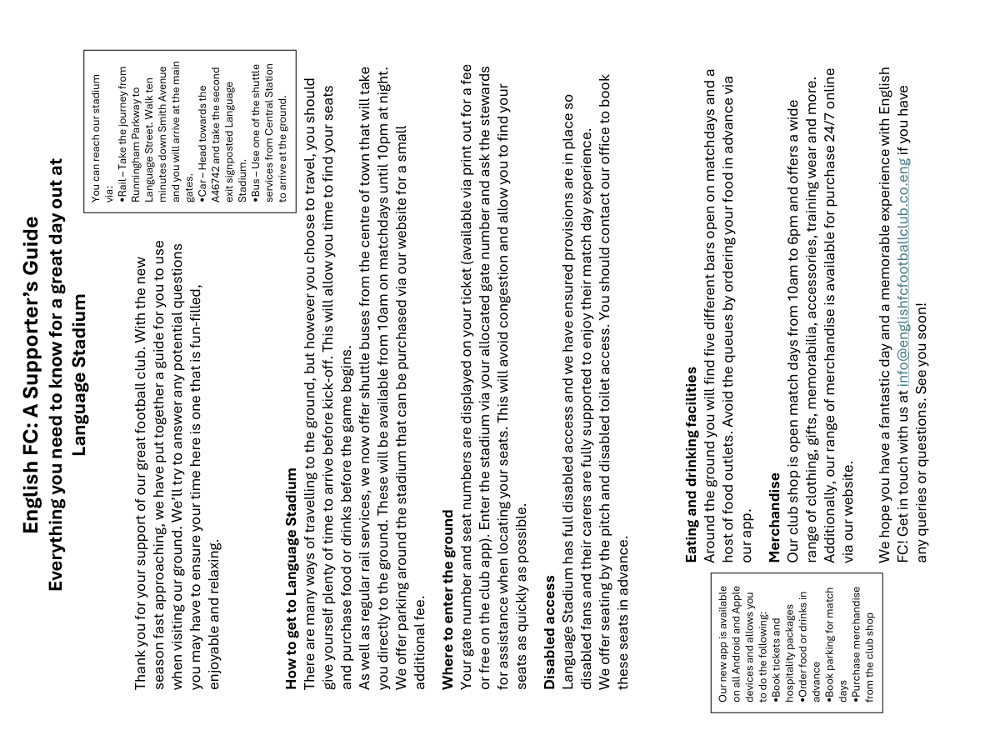 English FC: A Supporter’s Guide
Everything you need to know for a great day out at
Language Stadium
You can reach our stadium
via:
•Rail – Take the journey from
Runningham Parkway to
Language Street. Walk ten
minutes down Smith Avenue
and you will arrive at the main
gates.
•Car – Head towards the
A46742 and take the second
exit signposted Language
Stadium.
•Bus – Use one of the shuttle
services from Central Station
to arrive at the ground.
Thank you for your support of our great football club. With the new
season fast approaching, we have put together a guide for you to use
when visiting our ground. We’ll try to answer any potential questions
you may have to ensure your time here is one that is fun-filled,
enjoyable and relaxing.
How to get to Language Stadium
There are many ways of travelling to the ground, but however you choose to travel, you should
give yourself plenty of time to arrive before kick-off. This will allow you time to find your seats
and purchase food or drinks before the game begins.
As well as regular rail services, we now offer shuttle buses from the centre of town that will take
you directly to the ground. These will be available from 10am on matchdays until 10pm at night.
We offer parking around the stadium that can be purchased via our website for a small
additional fee.
Where to enter the ground
Your gate number and seat numbers are displayed on your ticket (available via print out for a fee
or free on the club app). Enter the stadium via your allocated gate number and ask the stewards
for assistance when locating your seats. This will avoid congestion and allow you to find your
seats as quickly as possible.
Disabled access
Language Stadium has full disabled access and we have ensured provisions are in place so
disabled fans and their carers are fully supported to enjoy their match day experience.
We offer seating by the pitch and disabled toilet access. You should contact our office to book
these seats in advance.
Eating and drinking facilities
Around the ground you will find five different bars open on matchdays and a
host of food outlets. Avoid the queues by ordering your food in advance via
our app.
Our new app is available
on all Android and Apple
devices and allows you
to do the following:
•Book tickets and
hospitality packages
•Order food or drinks in
advance
•Book parking for match
days
•Purchase merchandise
from the club shop
Merchandise
Our club shop is open match days from 10am to 6pm and offers a wide
range of clothing, gifts, memorabilia, accessories, training wear and more.
Additionally, our range of merchandise is available for purchase 24/7 online
via our website.
We hope you have a fantastic day and a memorable experience with English
FC! Get in touch with us at info@englishfcfootballclub.co.eng if you have
any queries or questions. See you soon!